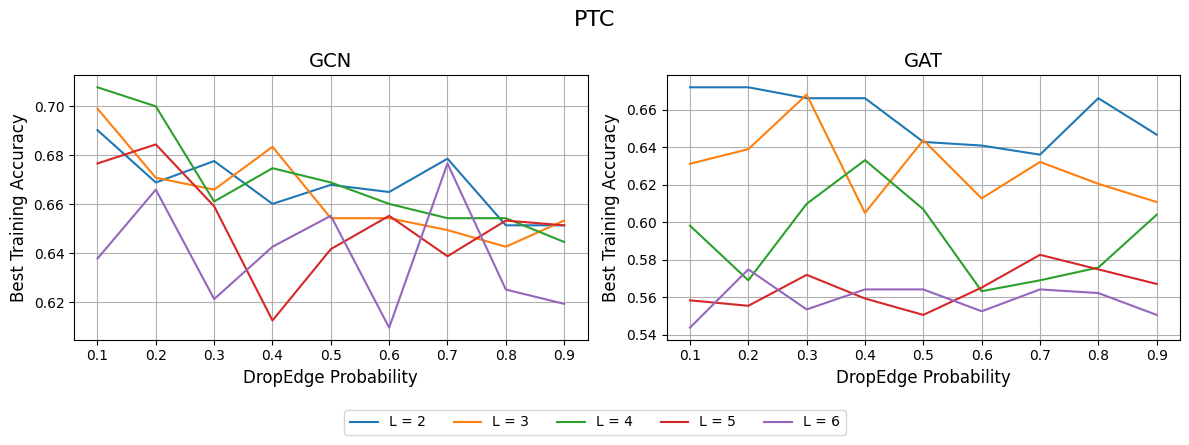 PTC
GCN
Best Training Accuracy
0.70
0.68
0.66
0.64
0.62
0.1 0.2 0.3 0.4 0.5 0.6 0.7 0.8 0.9
DropEdge Probability
GAT
Best Training Accuracy
0.66
0.64
0.62
0.60
0.58
0.56
0.54
0.1 0.2 0.3 0.4 0.5 0.6 0.7 0.8 0.9
DropEdge Probability
L = 2 L = 3 L = 4 L = 5 L = 6